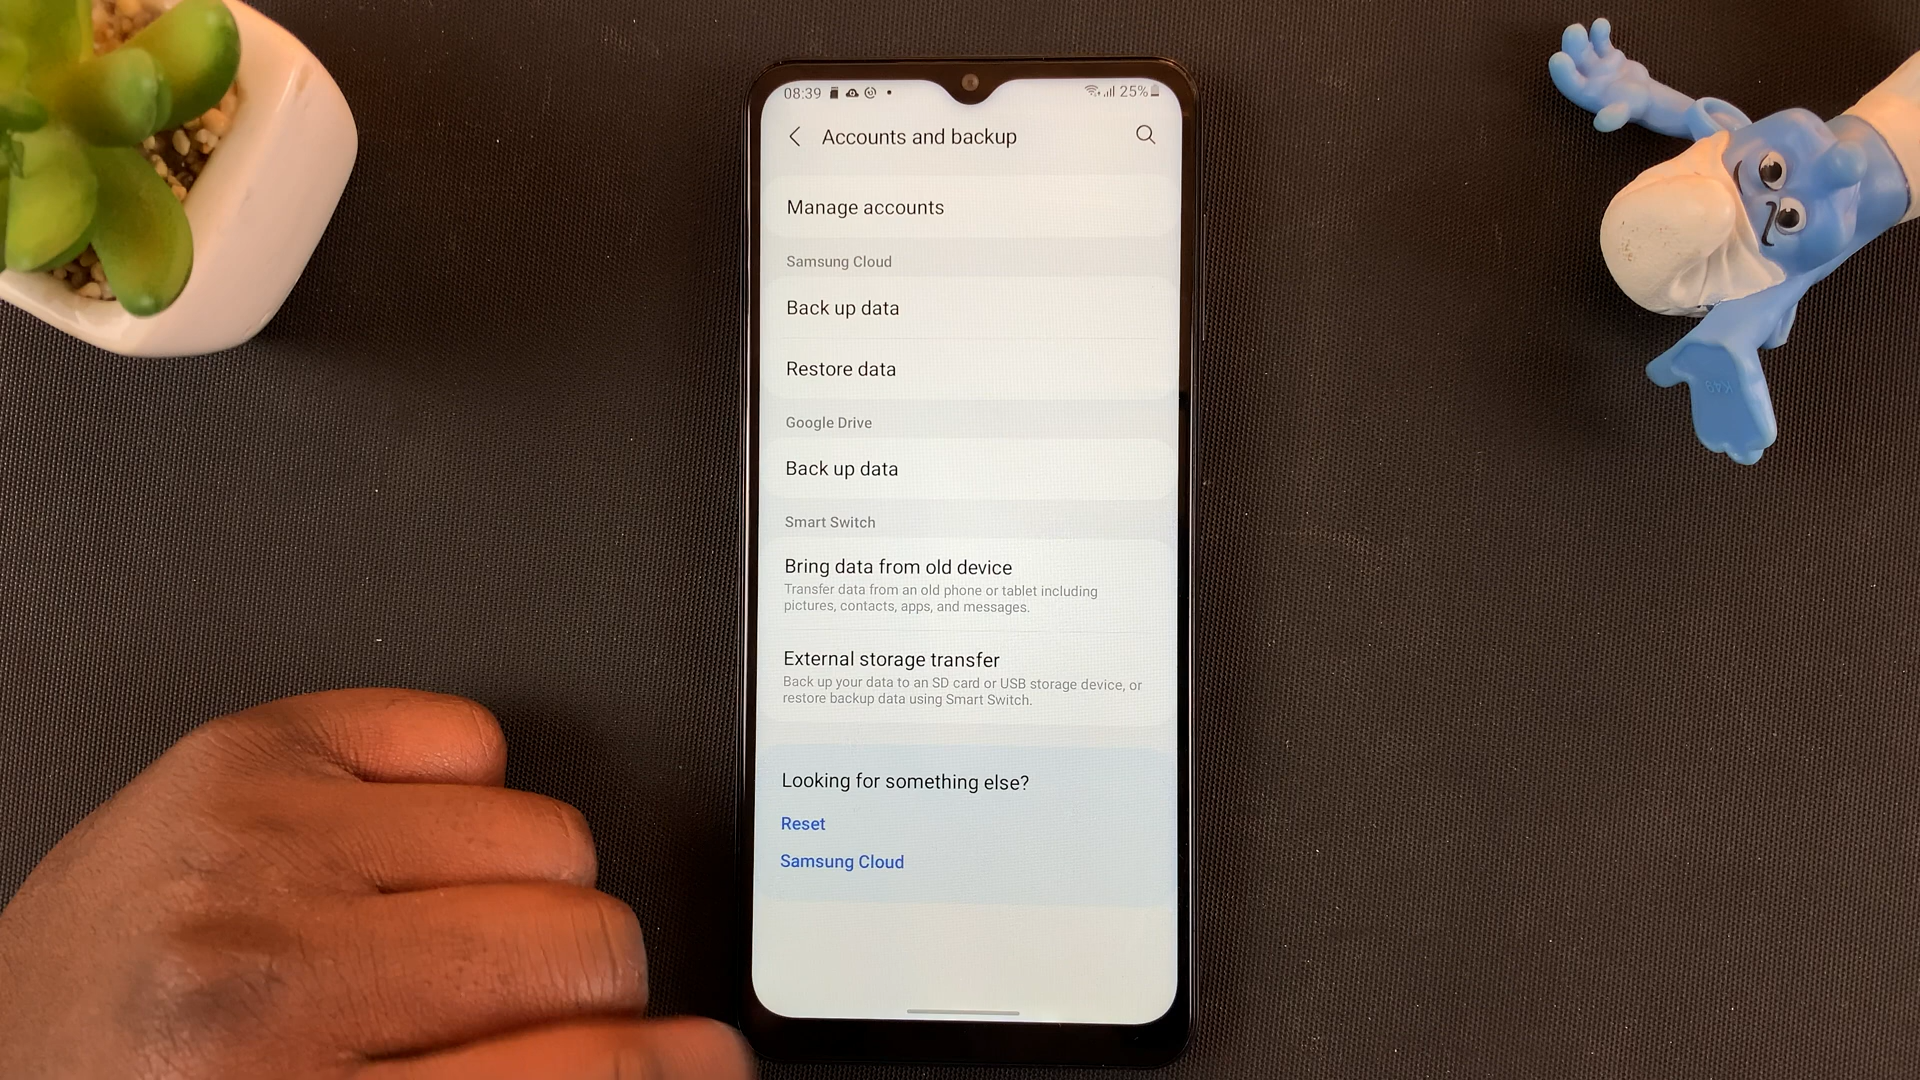 08:39
25%
Accounts and backup
Manage accounts
Samsung Cloud
Back up data
Restore data
Google Drive
Back up data
Smart Switch
Bring data from old device
Transfer data from an old phone or tablet including
pictures, contacts, apps, and messages.
External storage transfer
Back up your data to an SD card or USB storage device, or
restore backup data using Smart Switch.
Looking for something else?
Reset
Samsung Cloud